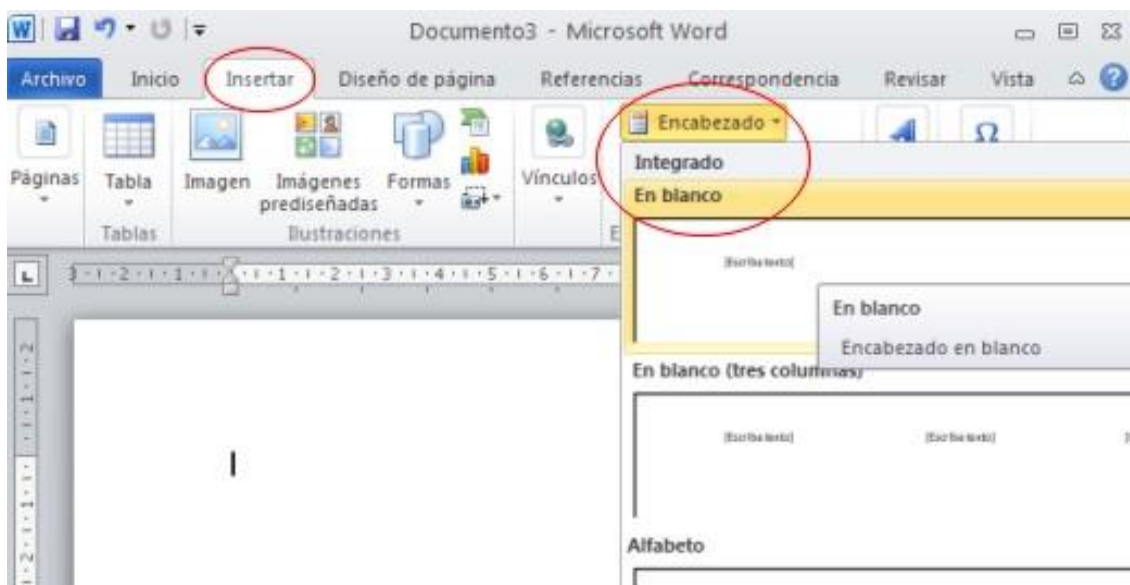 Documento3 - Microsoft Word
Archivo Inicio Insertar Diseño de página Referencias Correspondencia Revisar Vista
Encabezado
Páginas Tabla Imagen Imágenes prediseñadas Formas Vínculos
Tablas Ilustraciones E
Integrado
En blanco
[Escriba texto]
En blanco
Encabezado en blanco
En blanco (tres columnas)
[Escriba texto] [Escriba texto]
Alfabeto